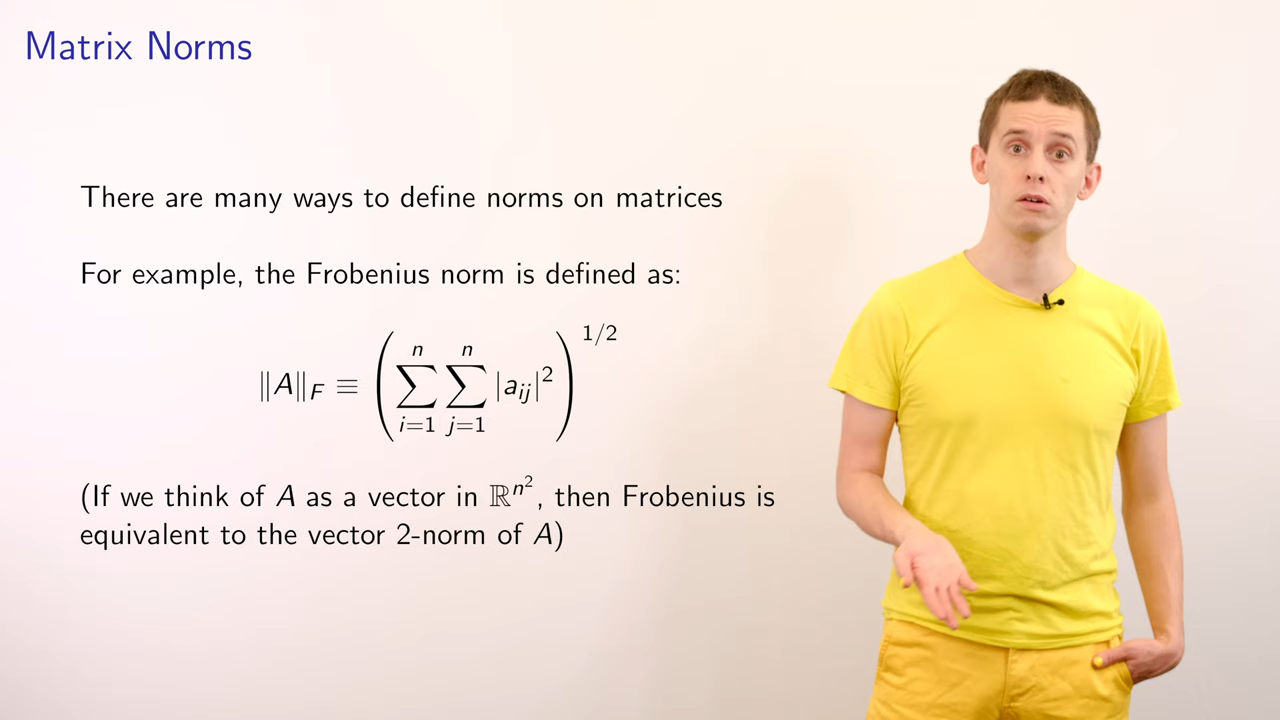 Matrix Norms
There are many ways to define norms on matrices
For example, the Frobenius norm is defined as:
‖A‖_F ≡ (∑_{i=1}^{n} ∑_{j=1}^{n} |a_{ij}|^2)^{1/2}
(If we think of A as a vector in ℝ^{n^2}, then Frobenius is
equivalent to the vector 2-norm of A)